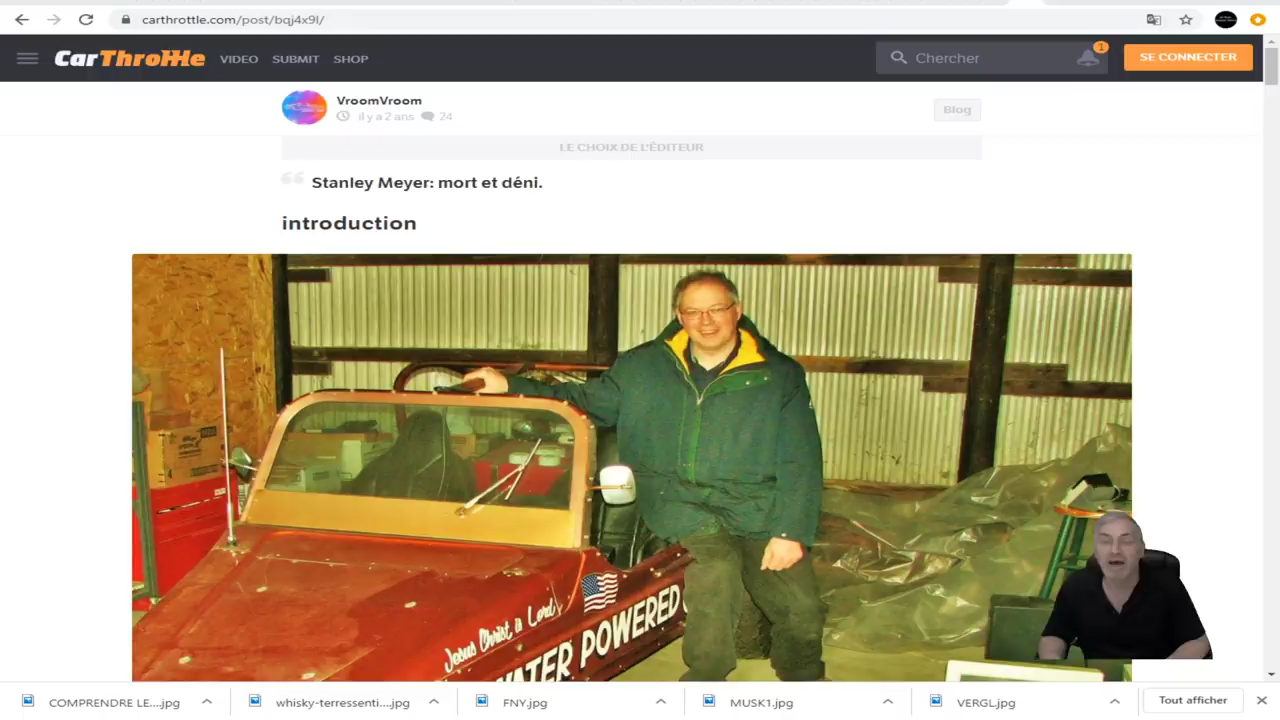 carthrottle.com/post/bqj4x9l/
1
CarThrottle VIDEO SUBMIT SHOP Chercher SE CONNECTER
VroomVroom
il y a 2 ans 24
Blog
LE CHOIX DE L'ÉDITEUR
Stanley Meyer: mort et déni.
introduction
Jesus Christ is Lord
WATER POWERED
COMPRENDRE LE....jpg whisky-terressenti....jpg FNY.jpg MUSK1.jpg VERGL.jpg Tout afficher